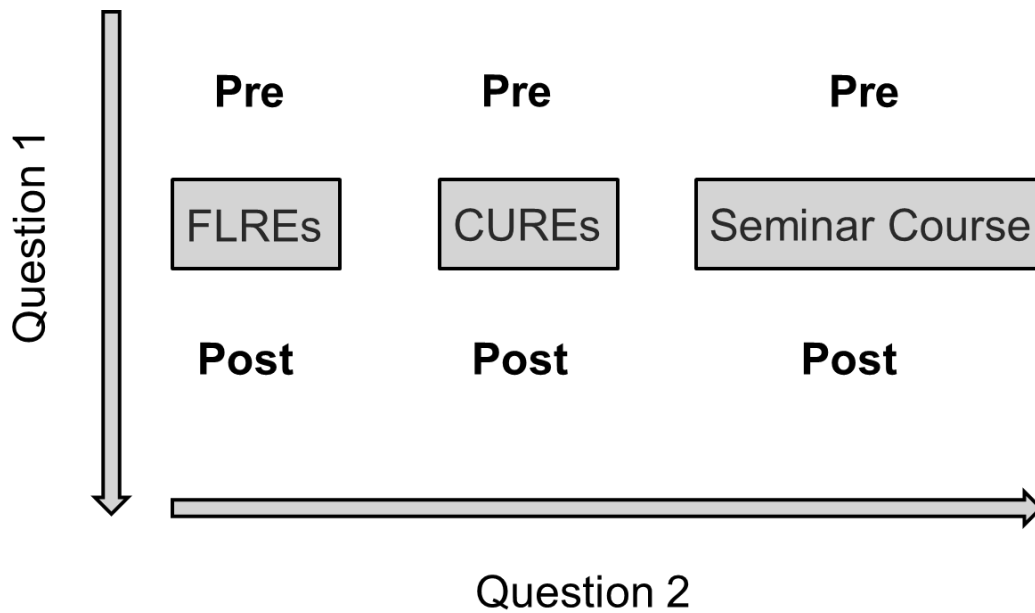 Question 1
Pre
Pre
Pre
FLREs
CUREs
Seminar Course
Post
Post
Post
Question 2